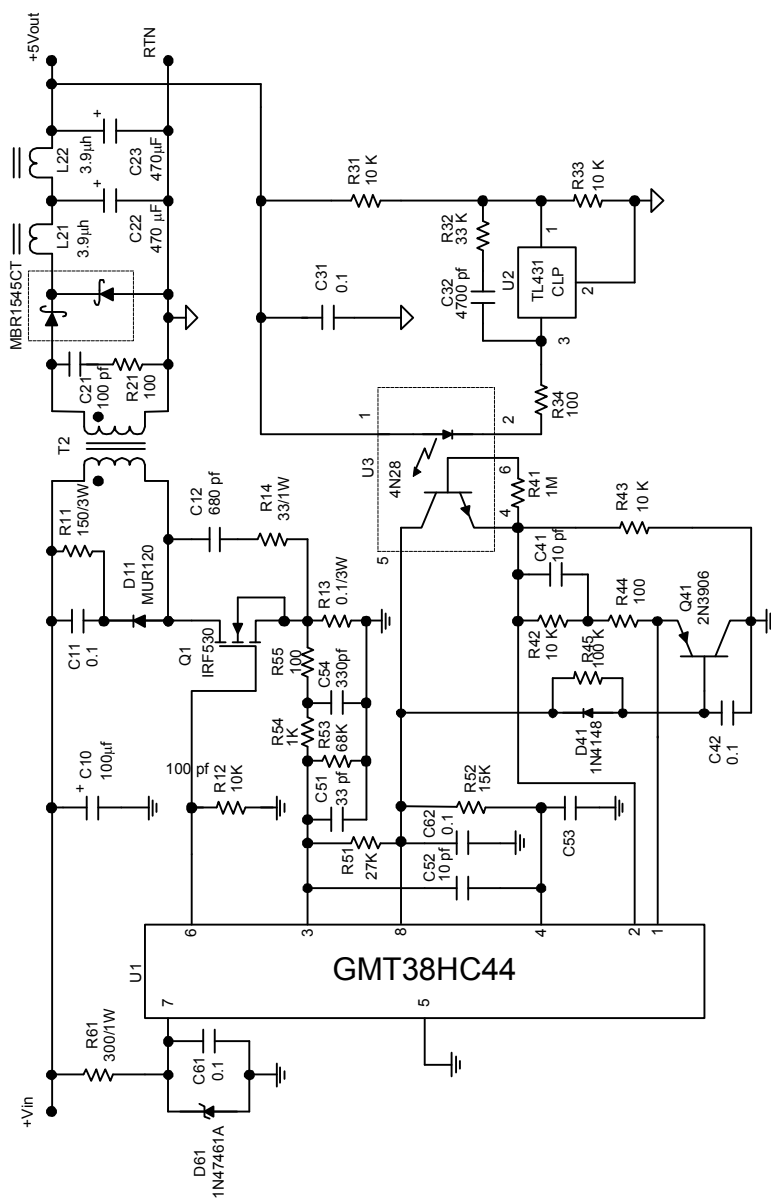 +Vin
R61
300/1W
D61
1N47461A
C61
0.1
7
U1
GMT38HC44
5
6
3
8
4
2
1
+ C10
100µf
100 pf
R12
10K
C11
0.1
R11
150/3W
D11
MUR120
Q1
IRF530
C12
680 pf
R14
33/1W
R13
0.1/3W
R55
100
C54
330pf
R54
1K
R53
68K
C51
33 pf
R51
27K
C62
0.1
C52
10 pf
R52
15K
C53
T2
C21
100 pf
R21
100
MBR1545CT
L21
3.9µh
L22
3.9µh
+
C22
470 µF
+
C23
470µF
+5Vout
RTN
C31
0.1
R31
10 K
R32
33 K
C32
4700 pf
R33
10 K
U2
TL431
CLP
1
2
3
R34
100
U3
4N28
1
2
5
4
6
R41
1M
C41
10 pf
R42
10 K
R43
10 K
R44
100
R45
100 K
D41
1N4148
Q41
2N3906
C42
0.1